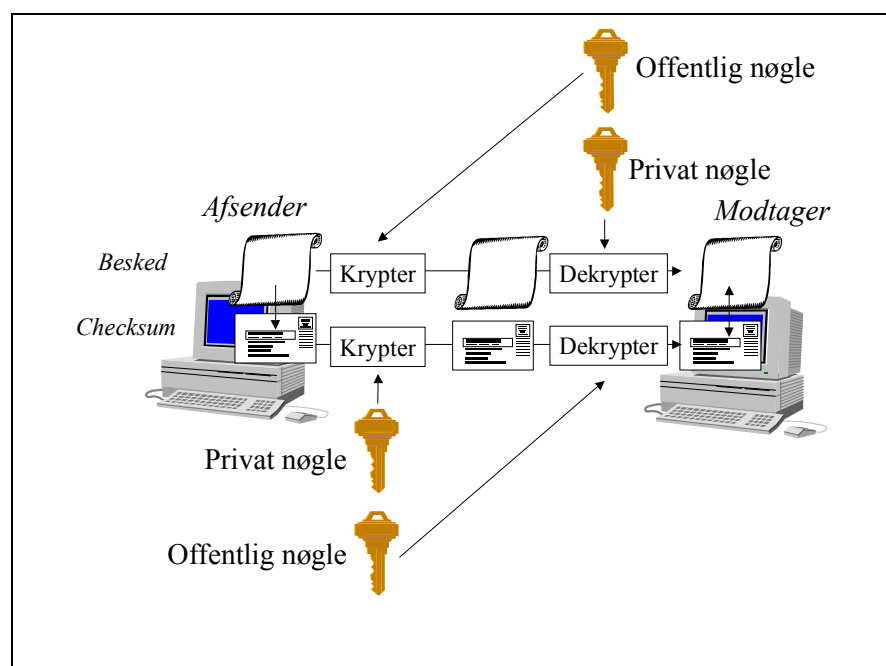 Offentlig nøgle
Privat nøgle
Afsender
Modtager
Besked
Krypter
Dekrypter
Checksum
Krypter
Dekrypter
Privat nøgle
Offentlig nøgle